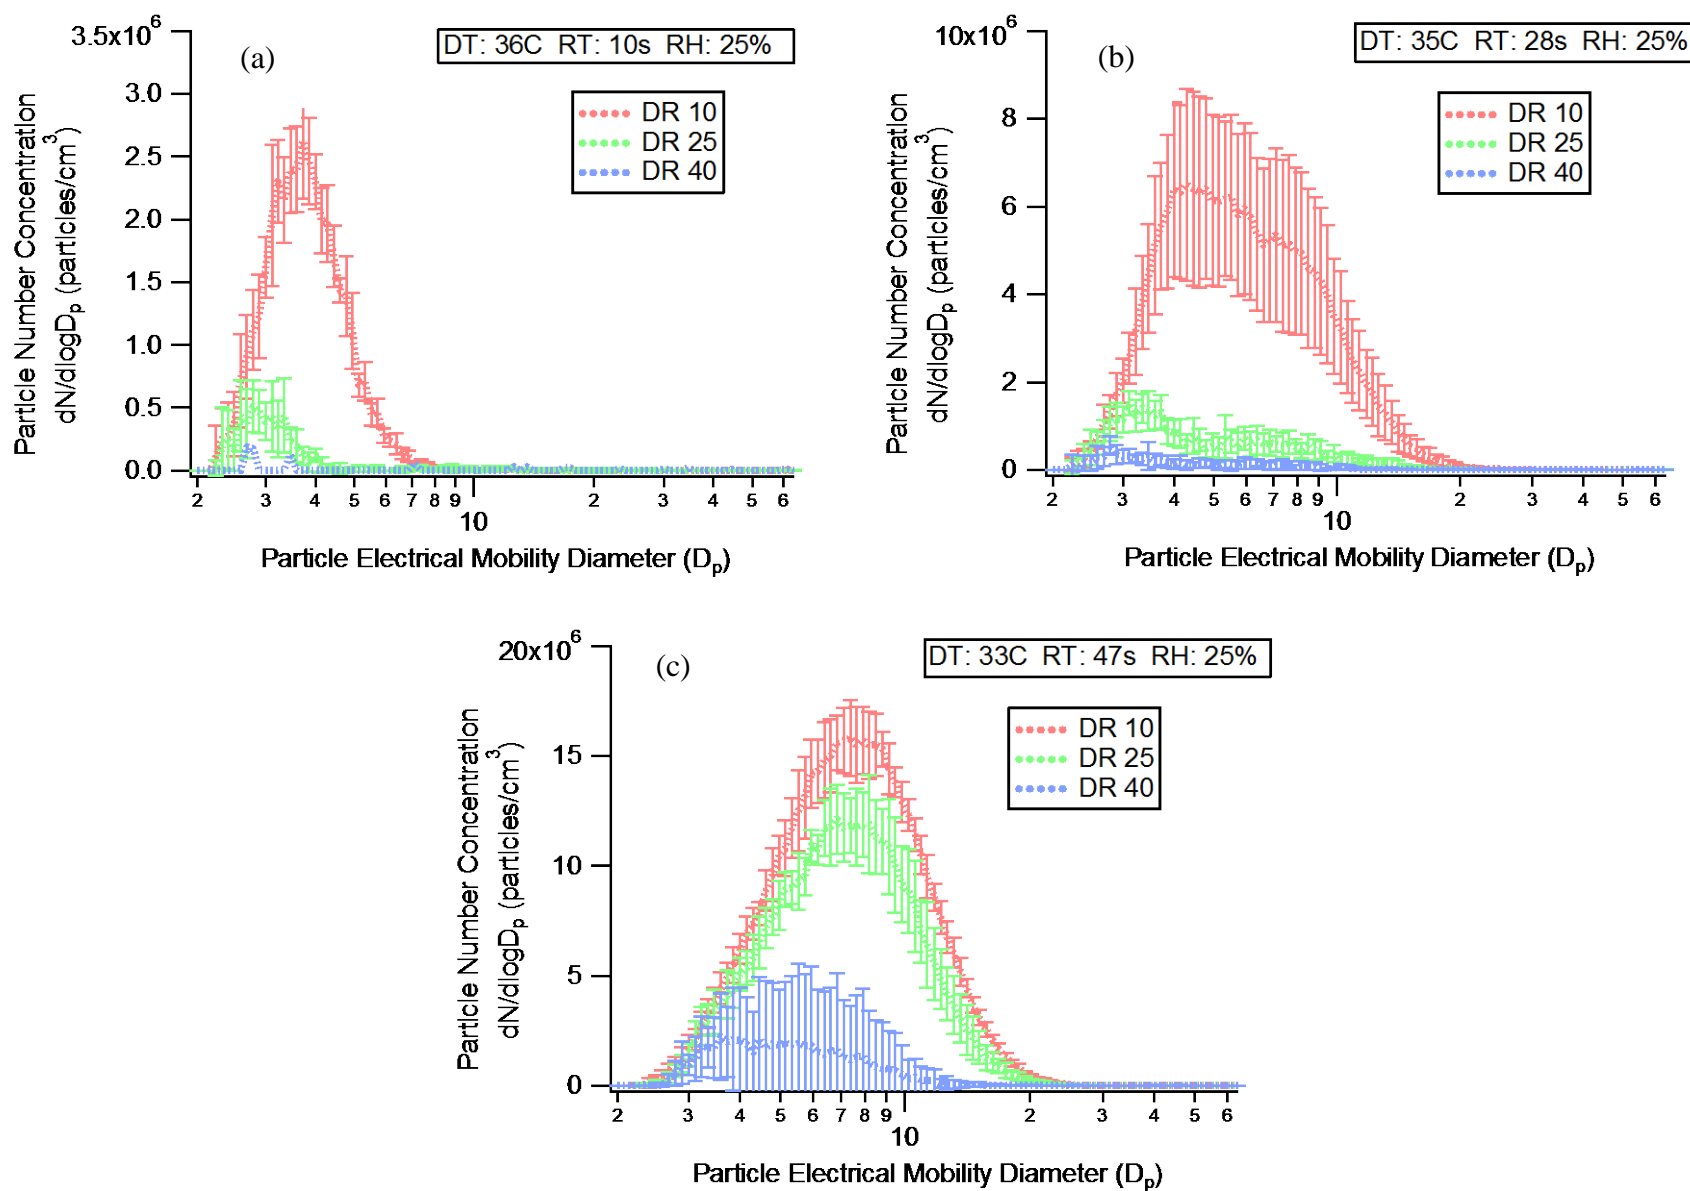 3.5x10^6
(a)
DT: 36C RT: 10s RH: 25%
DR 10
DR 25
DR 40
3.0
2.5
2.0
1.5
1.0
0.5
0.0
Particle Number Concentration
dN/dlogD_p (particles/cm^3)
2 3 4 5 6 7 8 9 2 3 4 5 6
10
Particle Electrical Mobility Diameter (D_p)
10x10^6
(b)
DT: 35C RT: 28s RH: 25%
DR 10
DR 25
DR 40
8
6
4
2
0
Particle Number Concentration
dN/dlogD_p (particles/cm^3)
2 3 4 5 6 7 8 9 2 3 4 5 6
10
Particle Electrical Mobility Diameter (D_p)
20x10^6
(c)
DT: 33C RT: 47s RH: 25%
DR 10
DR 25
DR 40
15
10
5
0
Particle Number Concentration
dN/dlogD_p (particles/cm^3)
2 3 4 5 6 7 8 9 2 3 4 5 6
10
Particle Electrical Mobility Diameter (D_p)